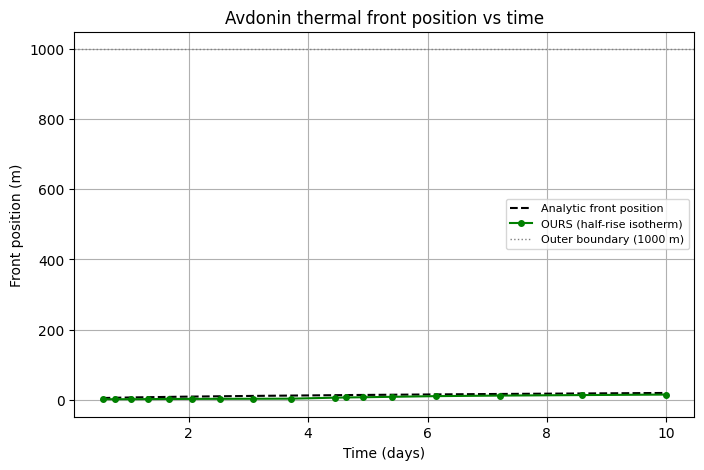 Avdonin thermal front position vs time
1000
800
600
400
200
0
Front position (m)
Analytic front position
OURS (half-rise isotherm)
Outer boundary (1000 m)
2
4
6
8
10
Time (days)